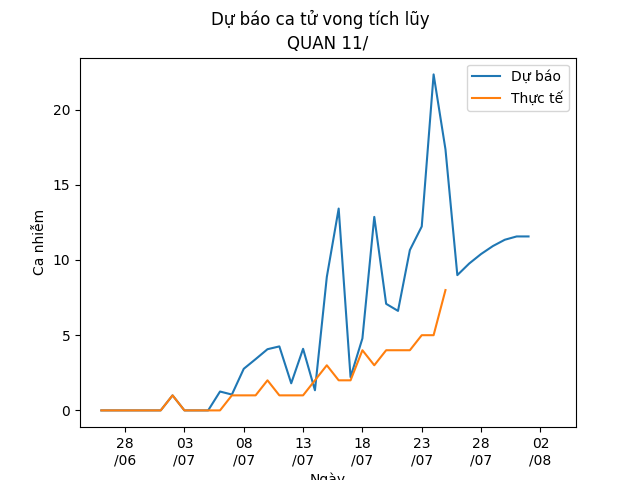 Dự báo ca tử vong tích lũy
QUAN 11/
Dự báo
Thực tế
Ca nhiễm
20
15
10
5
0
28 03 08 13 18 23 28 02
/06 /07 /07 /07 /07 /07 /07 /08
Ngày